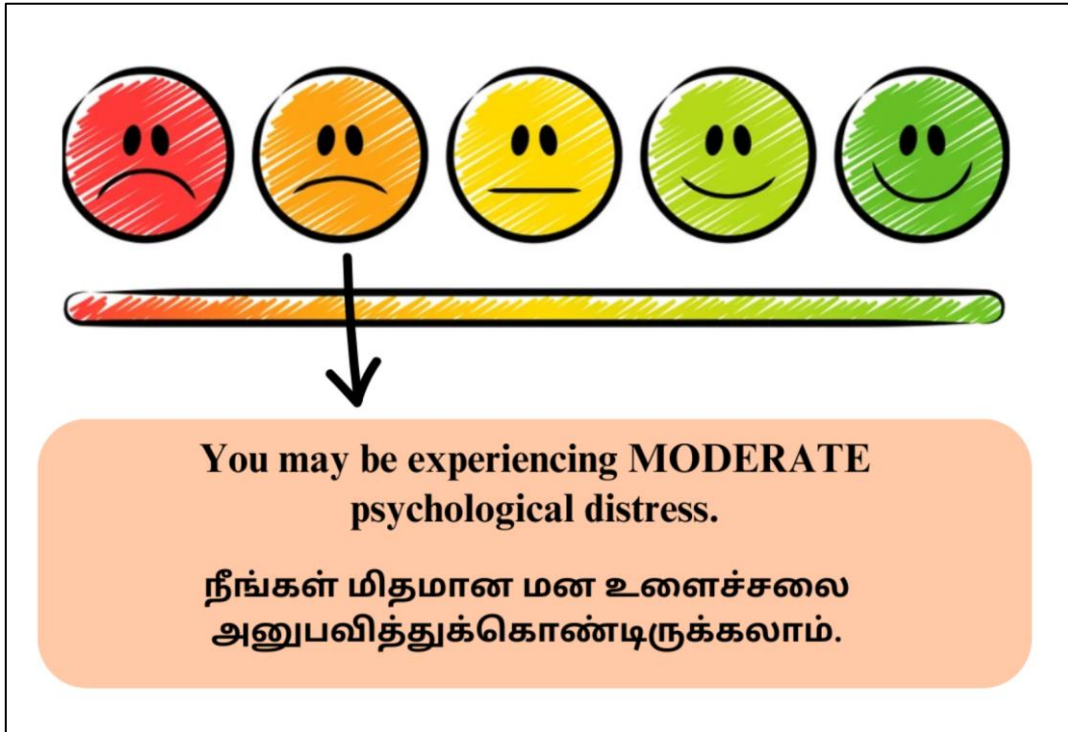 You may be experiencing MODERATE
psychological distress.
நீங்கள் மிதமான மன உளைச்சலை
அனுபவித்துக்கொண்டிருக்கலாம்.